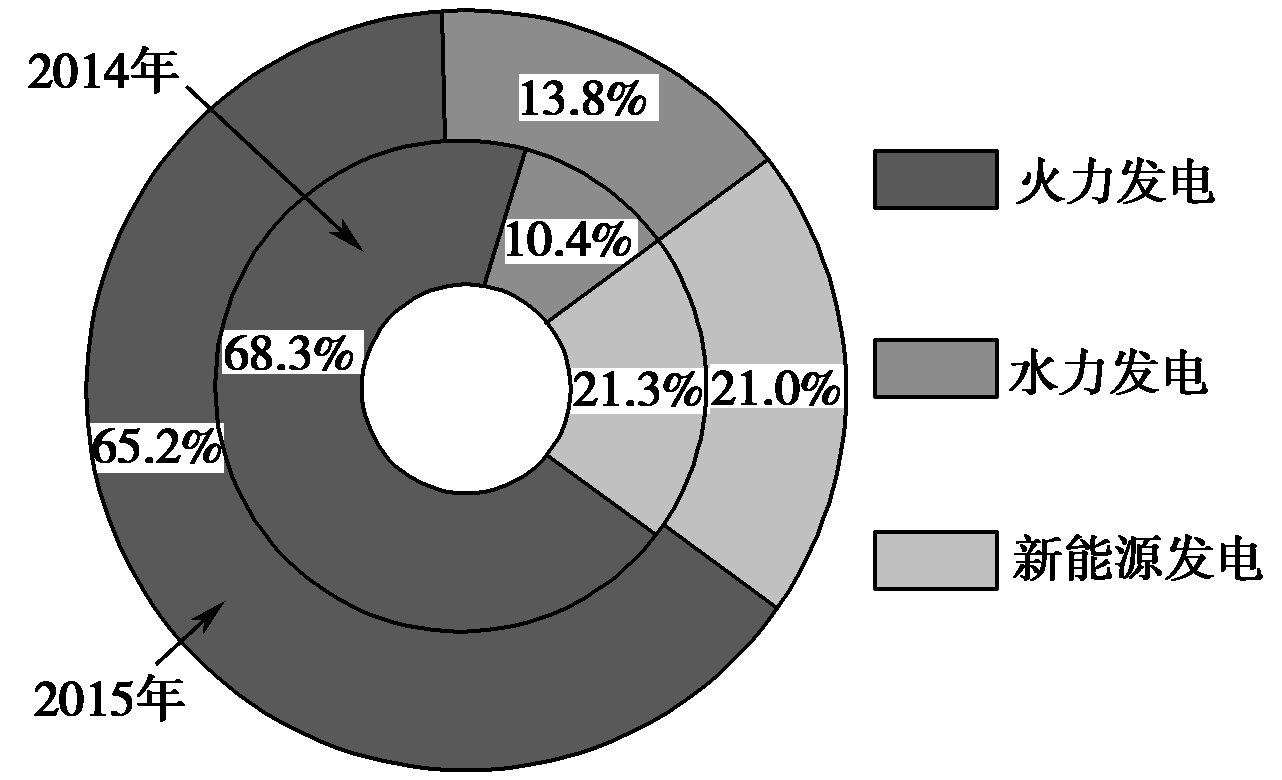 2014年
13.8%
10.4%
68.3%
21.3%
21.0%
65.2%
2015年
火力发电
水力发电
新能源发电